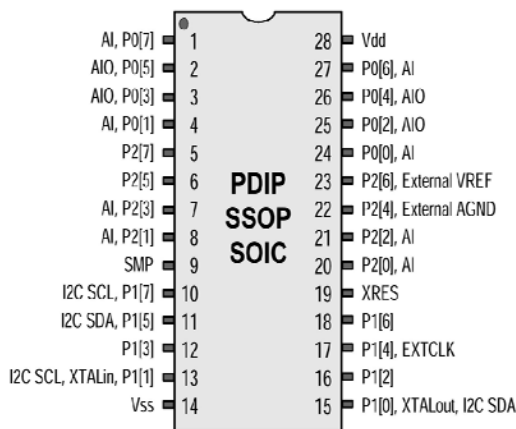 AI, P0[7] 1 28 Vdd
AIO, P0[5] 2 27 P0[6], AI
AIO, P0[3] 3 26 P0[4], AIO
AI, P0[1] 4 25 P0[2], AIO
P2[7] 5 24 P0[0], AI
P2[5] 6 PDIP 23 P2[6], External VREF
AI, P2[3] 7 SSOP 22 P2[4], External AGND
AI, P2[1] 8 SOIC 21 P2[2], AI
SMP 9 20 P2[0], AI
I2C SCL, P1[7] 10 19 XRES
I2C SDA, P1[5] 11 18 P1[6]
P1[3] 12 17 P1[4], EXTCLK
I2C SCL, XTALin, P1[1] 13 16 P1[2]
Vss 14 15 P1[0], XTALout, I2C SDA